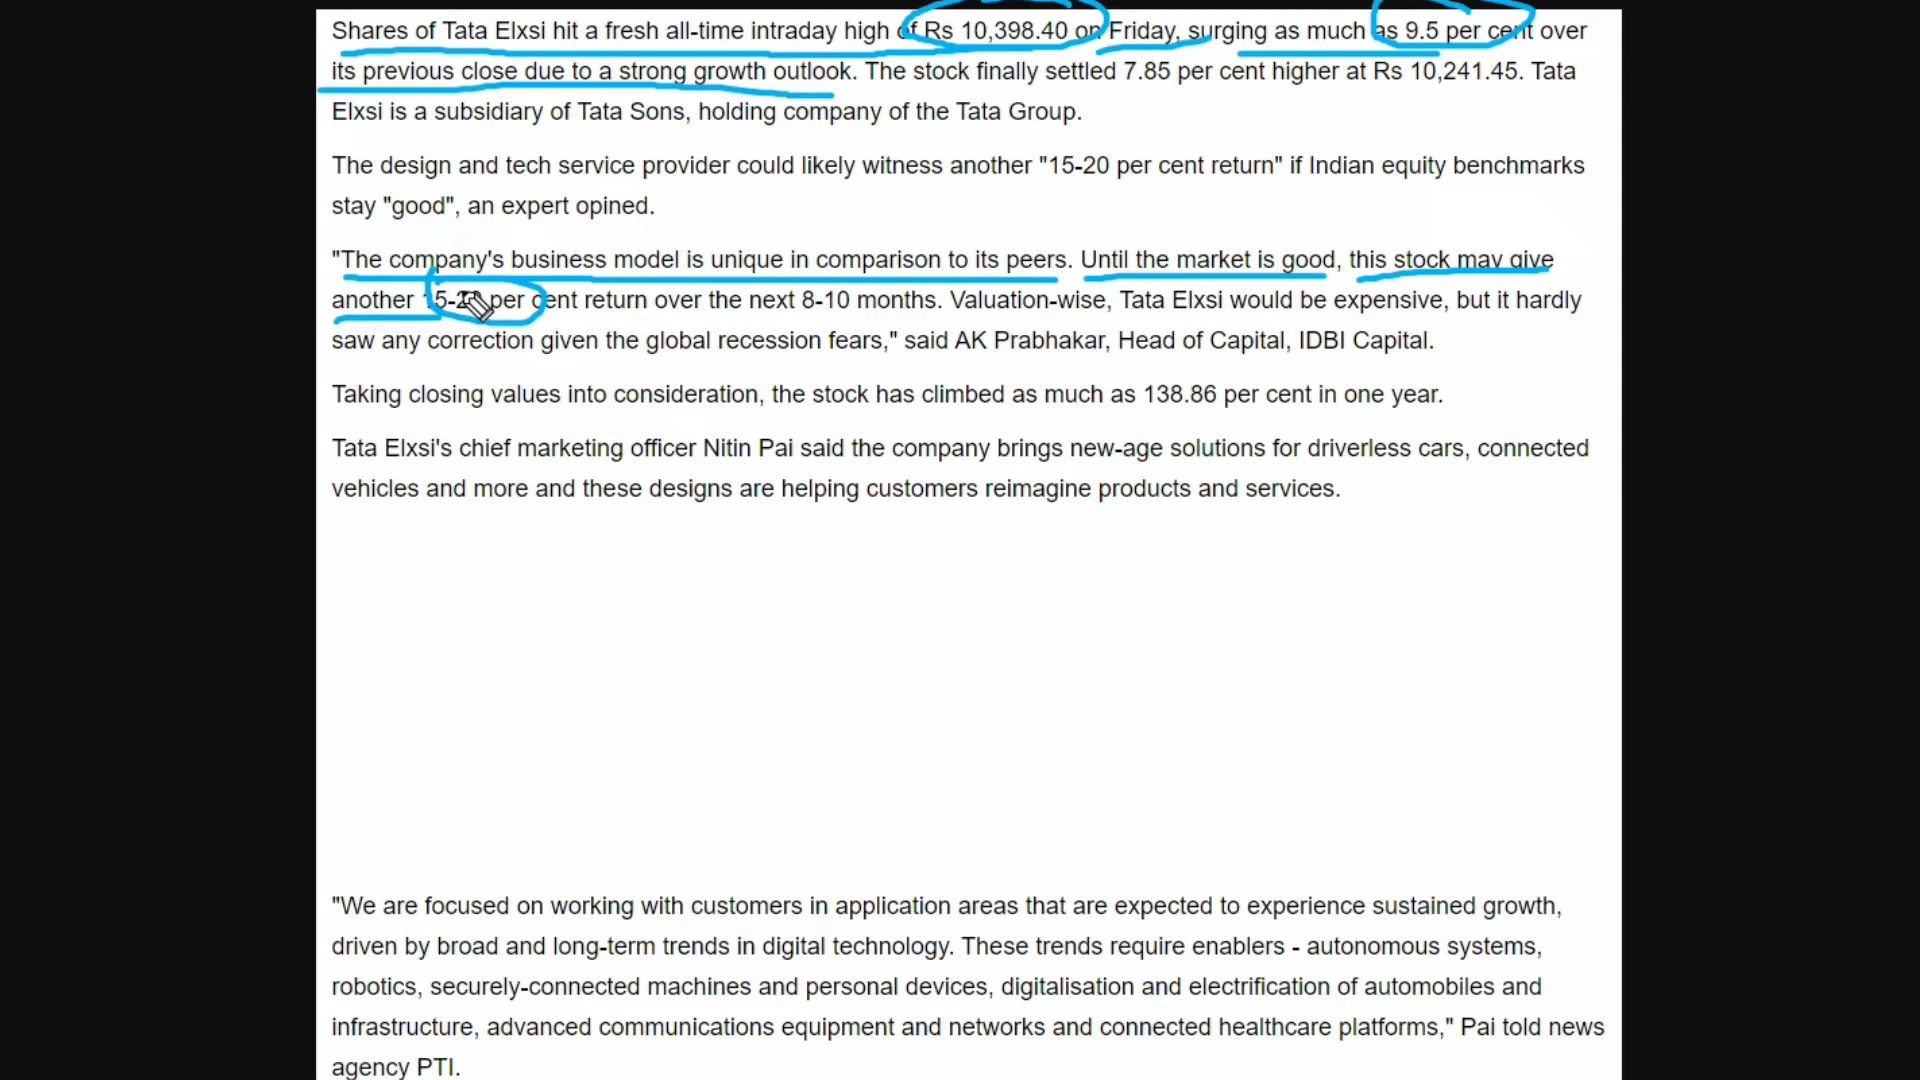 Shares of Tata Elxsi hit a fresh all-time intraday high of Rs 10,398.40 on Friday, surging as much as 9.5 per cent over
its previous close due to a strong growth outlook. The stock finally settled 7.85 per cent higher at Rs 10,241.45. Tata
Elxsi is a subsidiary of Tata Sons, holding company of the Tata Group.
The design and tech service provider could likely witness another "15-20 per cent return" if Indian equity benchmarks
stay "good", an expert opined.
"The company's business model is unique in comparison to its peers. Until the market is good, this stock may give
another 15-20 per cent return over the next 8-10 months. Valuation-wise, Tata Elxsi would be expensive, but it hardly
saw any correction given the global recession fears," said AK Prabhakar, Head of Capital, IDBI Capital.
Taking closing values into consideration, the stock has climbed as much as 138.86 per cent in one year.
Tata Elxsi's chief marketing officer Nitin Pai said the company brings new-age solutions for driverless cars, connected
vehicles and more and these designs are helping customers reimagine products and services.
"We are focused on working with customers in application areas that are expected to experience sustained growth,
driven by broad and long-term trends in digital technology. These trends require enablers - autonomous systems,
robotics, securely-connected machines and personal devices, digitalisation and electrification of automobiles and
infrastructure, advanced communications equipment and networks and connected healthcare platforms," Pai told news
agency PTI.